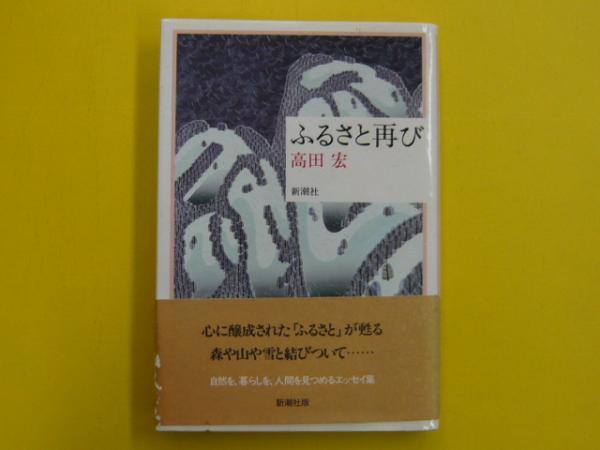 ふるさと再び
高田 宏
新潮社
心に醸成された「ふるさと」が甦る
森や山や雪と結びついて……
自然を、暮らしを、人間を見つめるエッセイ集
新潮社版